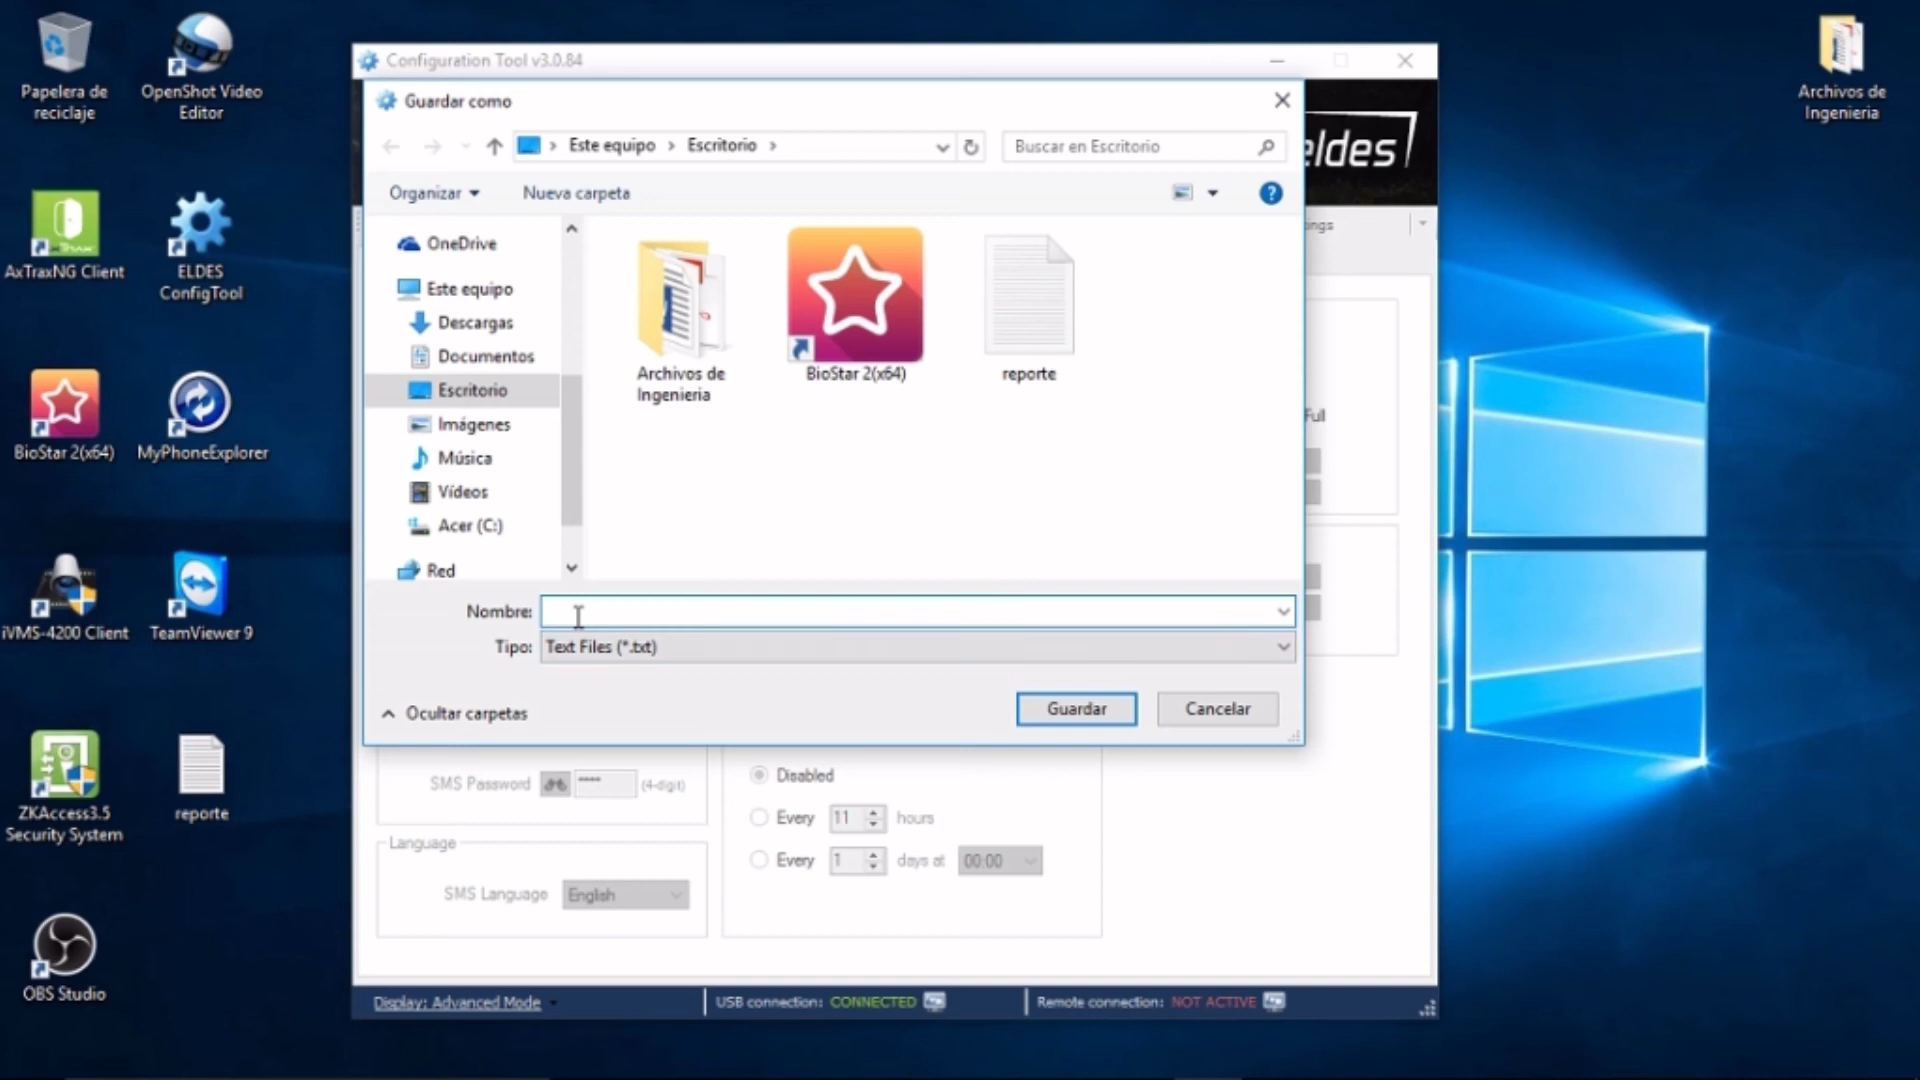 Papelera de
reciclaje
OpenShot Video
Editor
AxTraxNG Client
ELDES
ConfigTool
BioStar 2(x64)
MyPhoneExplorer
iVMS-4200 Client
TeamViewer 9
ZKAccess3.5
Security System
reporte
OBS Studio
Archivos de
Ingenieria
Configuration Tool v3.0.84
Guardar como
Este equipo
Escritorio
Buscar en Escritorio
eldes
Organizar
Nueva carpeta
ings
OneDrive
Este equipo
Descargas
Documentos
Escritorio
Imágenes
Música
Vídeos
Acer (C:)
Red
Archivos de
Ingenieria
BioStar 2(x64)
reporte
Full
Nombre:
Tipo: Text Files (*.txt)
Ocultar carpetas
Guardar
Cancelar
SMS Password **** (4-digit)
Language
SMS Language English
Disabled
Every 11 hours
Every 1 days at 00:00
Display: Advanced Mode
USB connection: CONNECTED
Remote connection: NOT ACTIVE